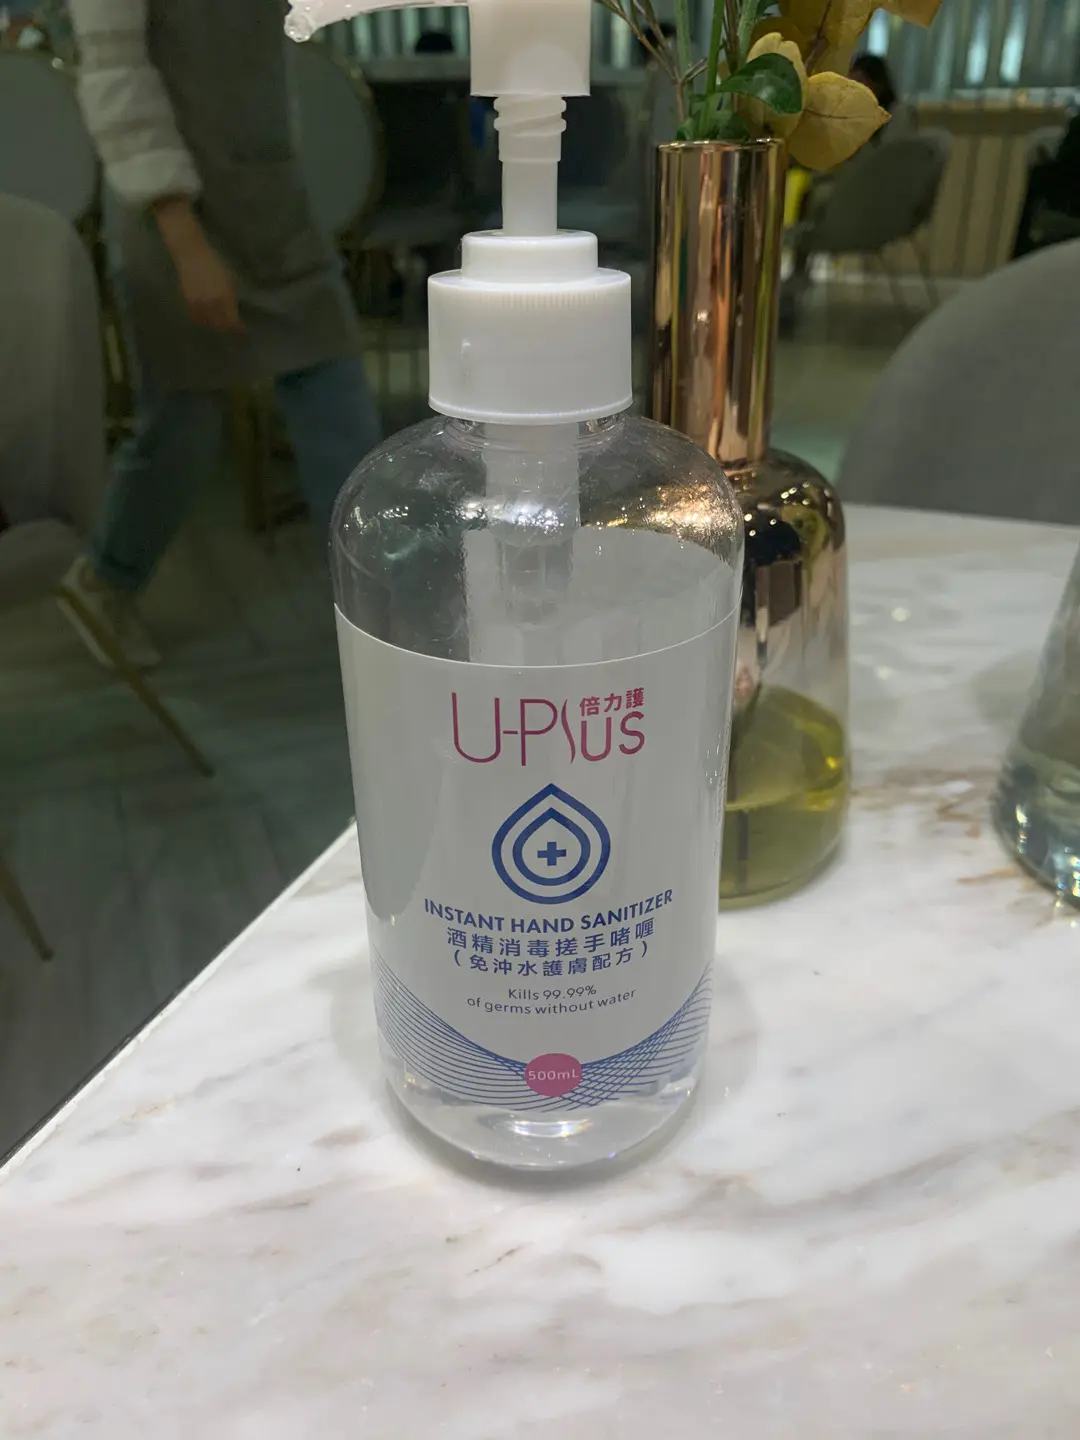 倍力護
U-PlUS
INSTANT HAND SANITIZER
酒精消毒搓手啫喱
（免沖水護膚配方）
Kills 99.99%
of germs without water
500mL